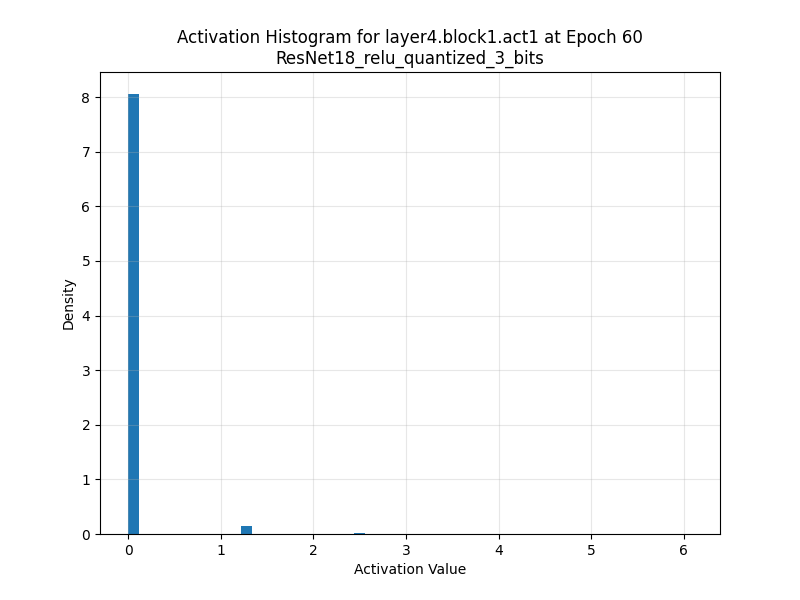 Activation Histogram for layer4.block1.act1 at Epoch 60
ResNet18_relu_quantized_3_bits
8
7
6
5
4
3
2
1
0
Density
0 1 2 3 4 5 6
Activation Value